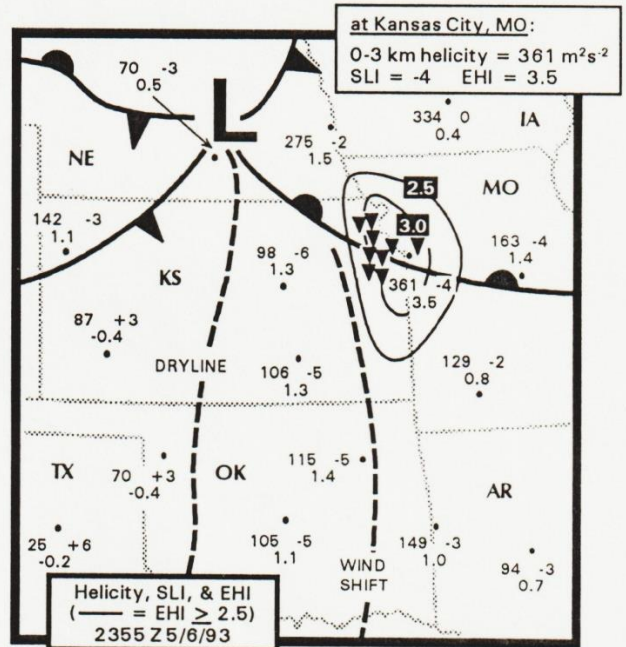 at Kansas City, MO:
0-3 km helicity = 361 m²s⁻²
SLI = -4 EHI = 3.5
70 -3
0.5
L
334 0
0.4
IA
275 -2
1.5
NE
2.5
MO
3.0
142 -3
1.1
98 -6
1.3
163 -4
1.4
KS
361 -4
3.5
87 +3
-0.4
DRYLINE
106 -5
1.3
129 -2
0.8
TX
70 +3
-0.4
OK
115 -5
1.4
AR
25 +6
-0.2
105 -5
1.1
149 -3
1.0
94 -3
0.7
WIND
SHIFT
Helicity, SLI, & EHI
(—— = EHI ≥ 2.5)
2355 Z 5/6/93